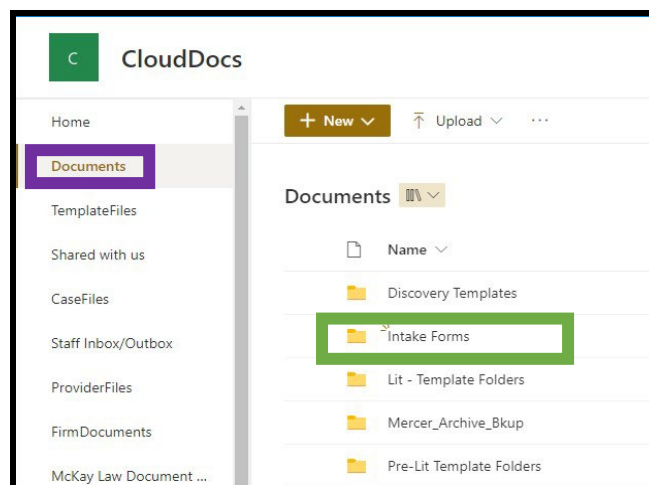 C
CloudDocs
Home
Documents
TemplateFiles
Shared with us
CaseFiles
Staff Inbox/Outbox
ProviderFiles
FirmDocuments
McKay Law Document ...
+ New
Upload
...
Documents
Name
Discovery Templates
Intake Forms
Lit - Template Folders
Mercer_Archive_Bkup
Pre-Lit Template Folders